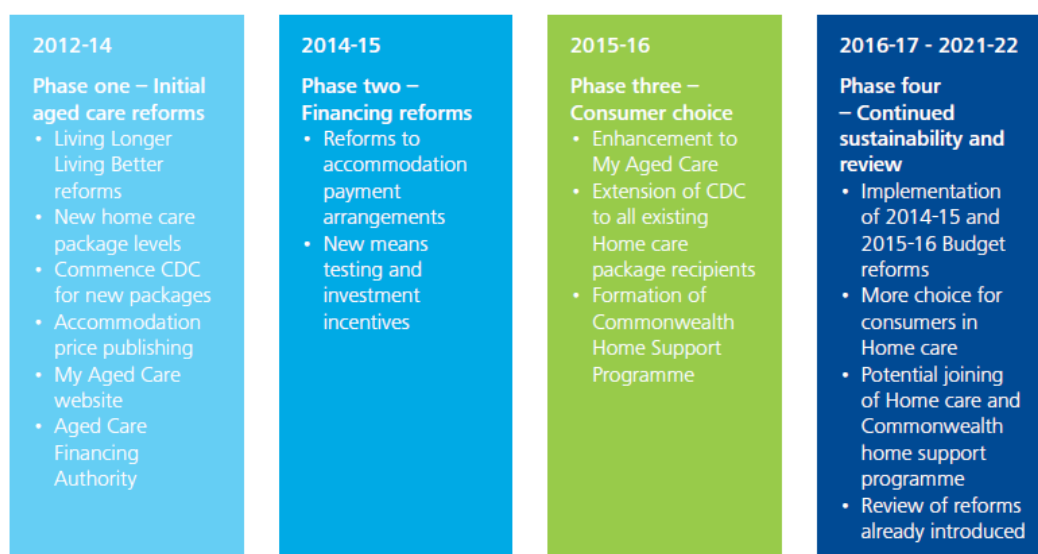 2012-14
Phase one – Initial
aged care reforms
• Living Longer
Living Better
reforms
• New home care
package levels
• Commence CDC
for new packages
• Accommodation
price publishing
• My Aged Care
website
• Aged Care
Financing
Authority
2014-15
Phase two –
Financing reforms
• Reforms to
accommodation
payment
arrangements
• New means
testing and
investment
incentives
2015-16
Phase three –
Consumer choice
• Enhancement to
My Aged Care
• Extension of CDC
to all existing
Home care
package recipients
• Formation of
Commonwealth
Home Support
Programme
2016-17 - 2021-22
Phase four
– Continued
sustainability and
review
• Implementation
of 2014-15 and
2015-16 Budget
reforms
• More choice for
consumers in
Home care
• Potential joining
of Home care and
Commonwealth
home support
programme
• Review of reforms
already introduced